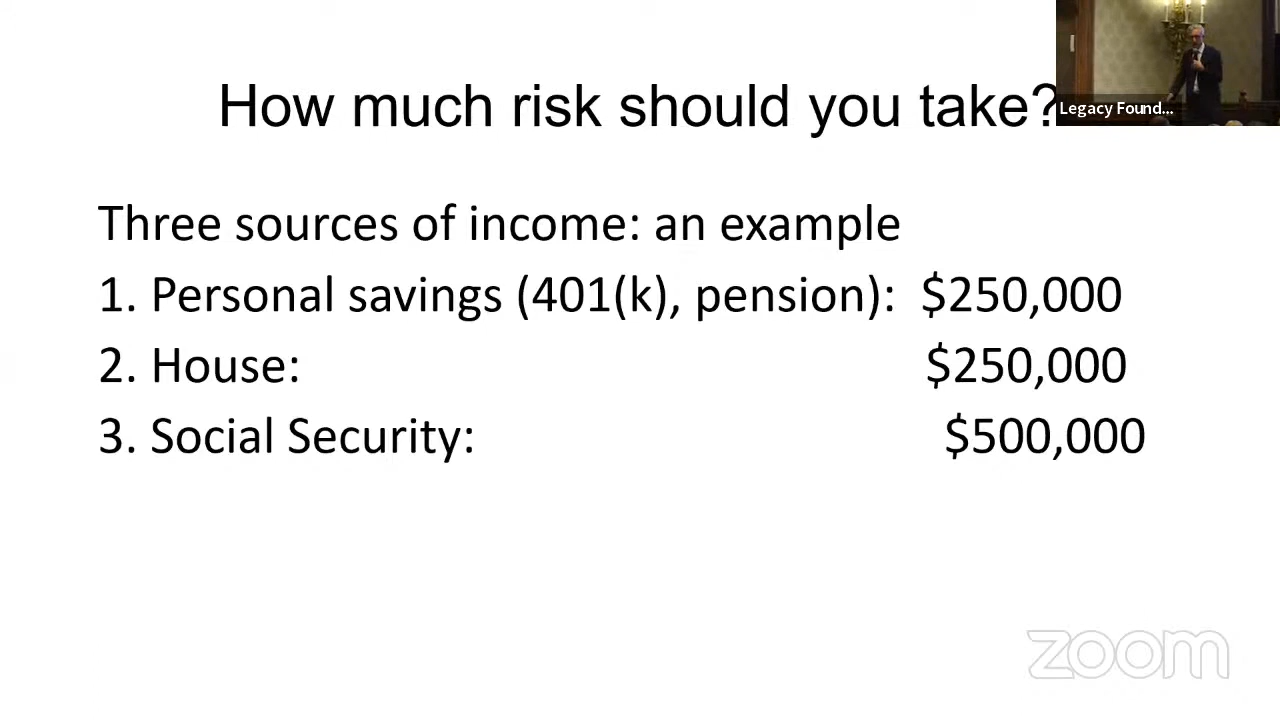 How much risk should you take?
Legacy Found...
Three sources of income: an example
1. Personal savings (401(k), pension): $250,000
2. House: $250,000
3. Social Security: $500,000
zoom